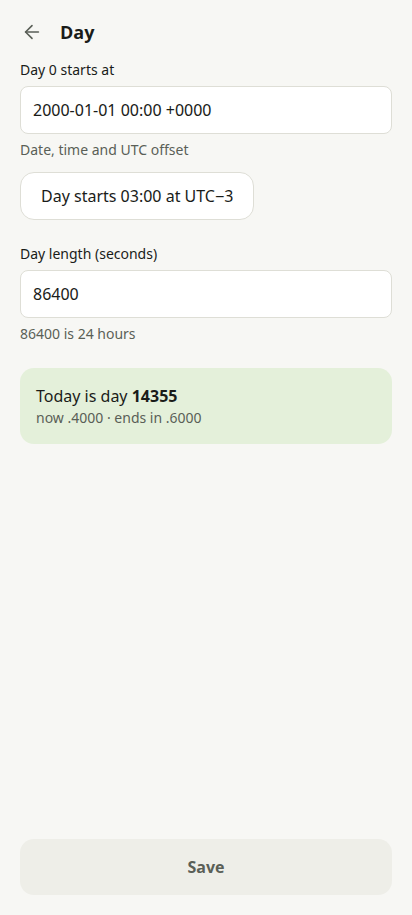 Day
Day 0 starts at
2000-01-01 00:00 +0000
Date, time and UTC offset
Day starts 03:00 at UTC−3
Day length (seconds)
86400
86400 is 24 hours
Today is day 14355
now .4000 · ends in .6000
Save